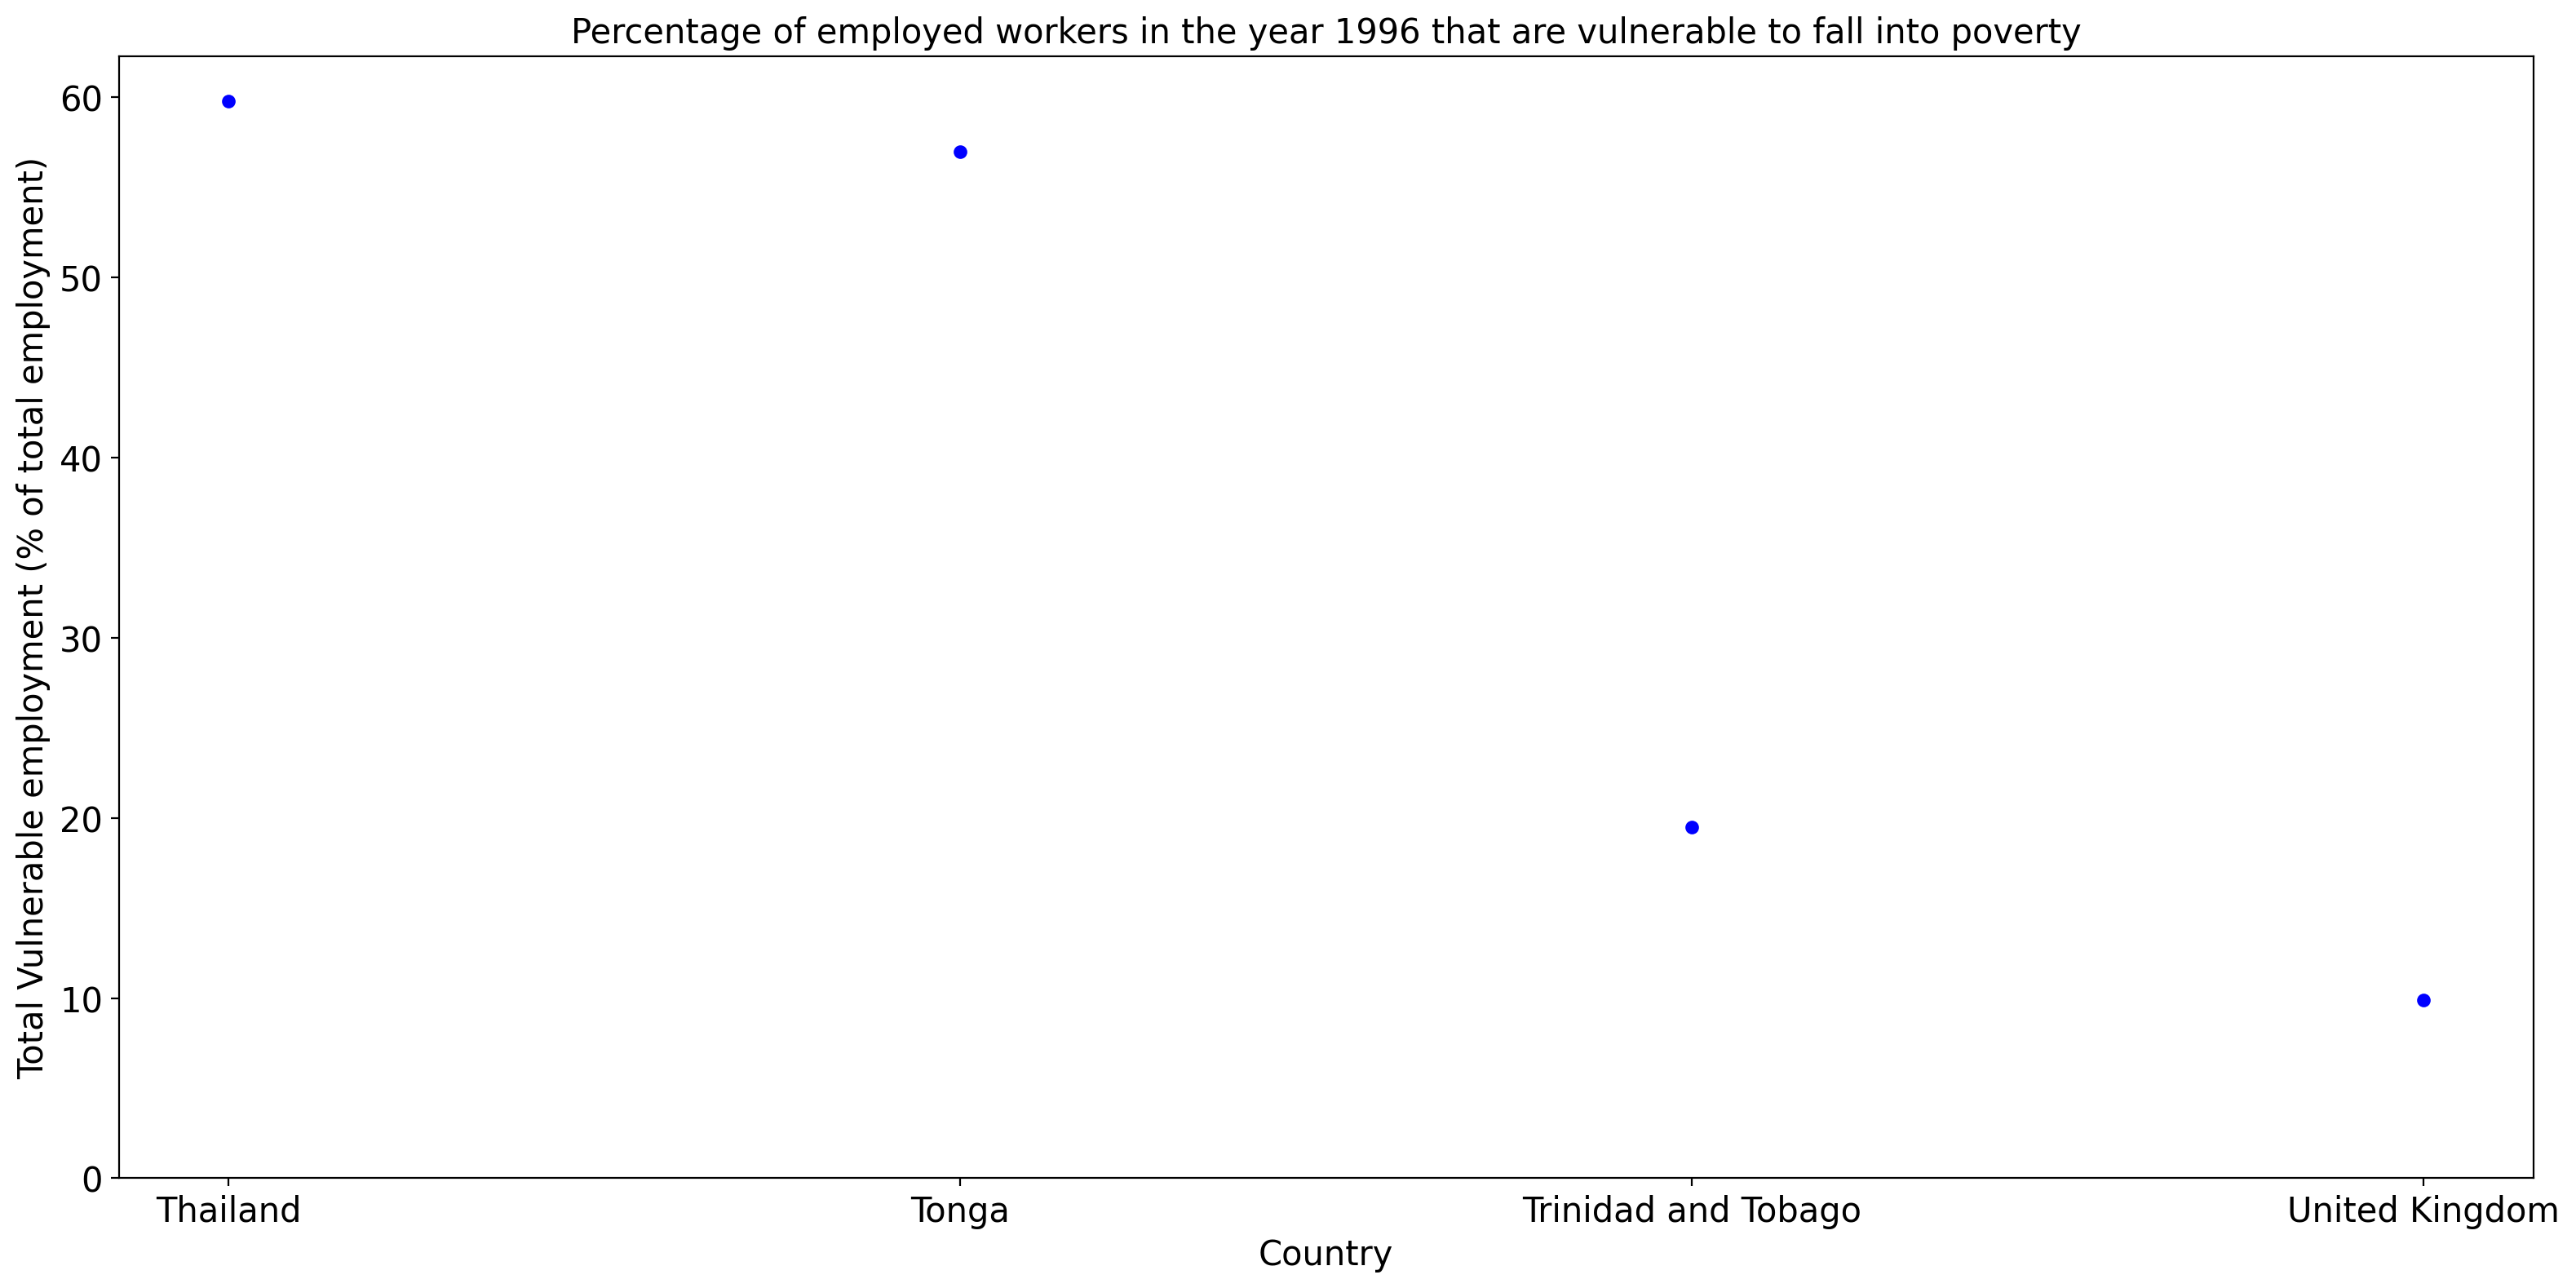 Percentage of employed workers in the year 1996 that are vulnerable to fall into poverty
Total Vulnerable employment (% of total employment)
60
50
40
30
20
10
0
Thailand
Tonga
Trinidad and Tobago
United Kingdom
Country